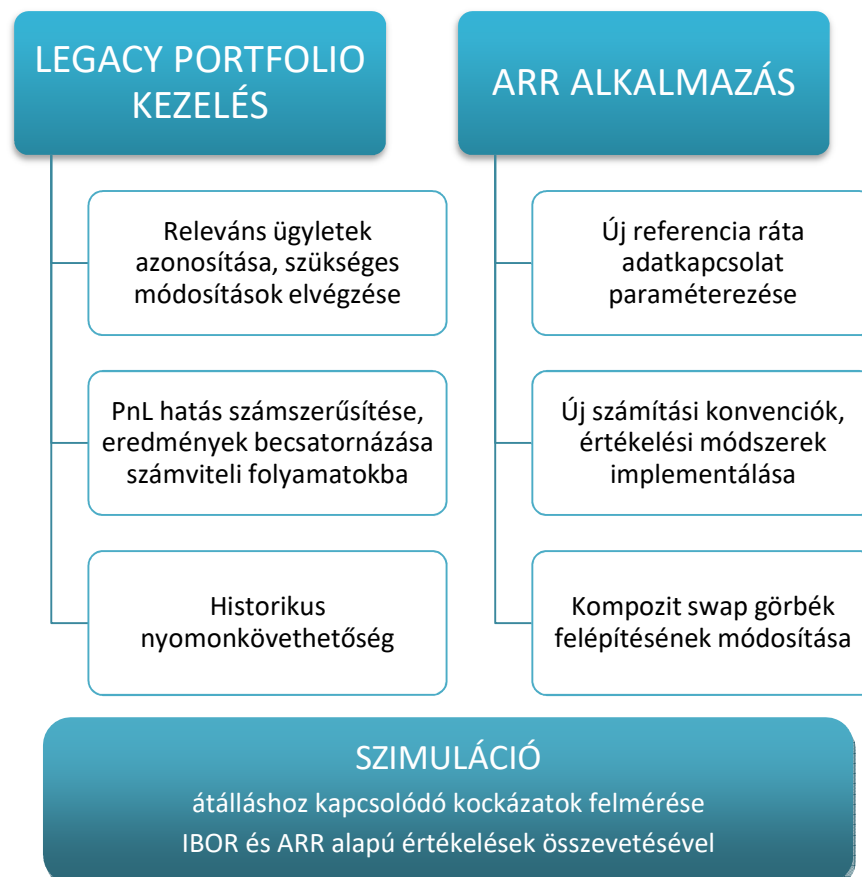 LEGACY PORTFOLIO
KEZELÉS
Releváns ügyletek
azonosítása, szükséges
módosítások elvégzése
PnL hatás számszerűsítése,
eredmények becsatornázása
számviteli folyamatokba
Historikus
nyomonkövethetőség
ARR ALKALMAZÁS
Új referencia ráta
adatkapcsolat
paraméterezése
Új számítási konvenciók,
értékelési módszerek
implementálása
Kompozit swap görbék
felépítésének módosítása
SZIMULÁCIÓ
átálláshoz kapcsolódó kockázatok felmérése
IBOR és ARR alapú értékelések összevetésével